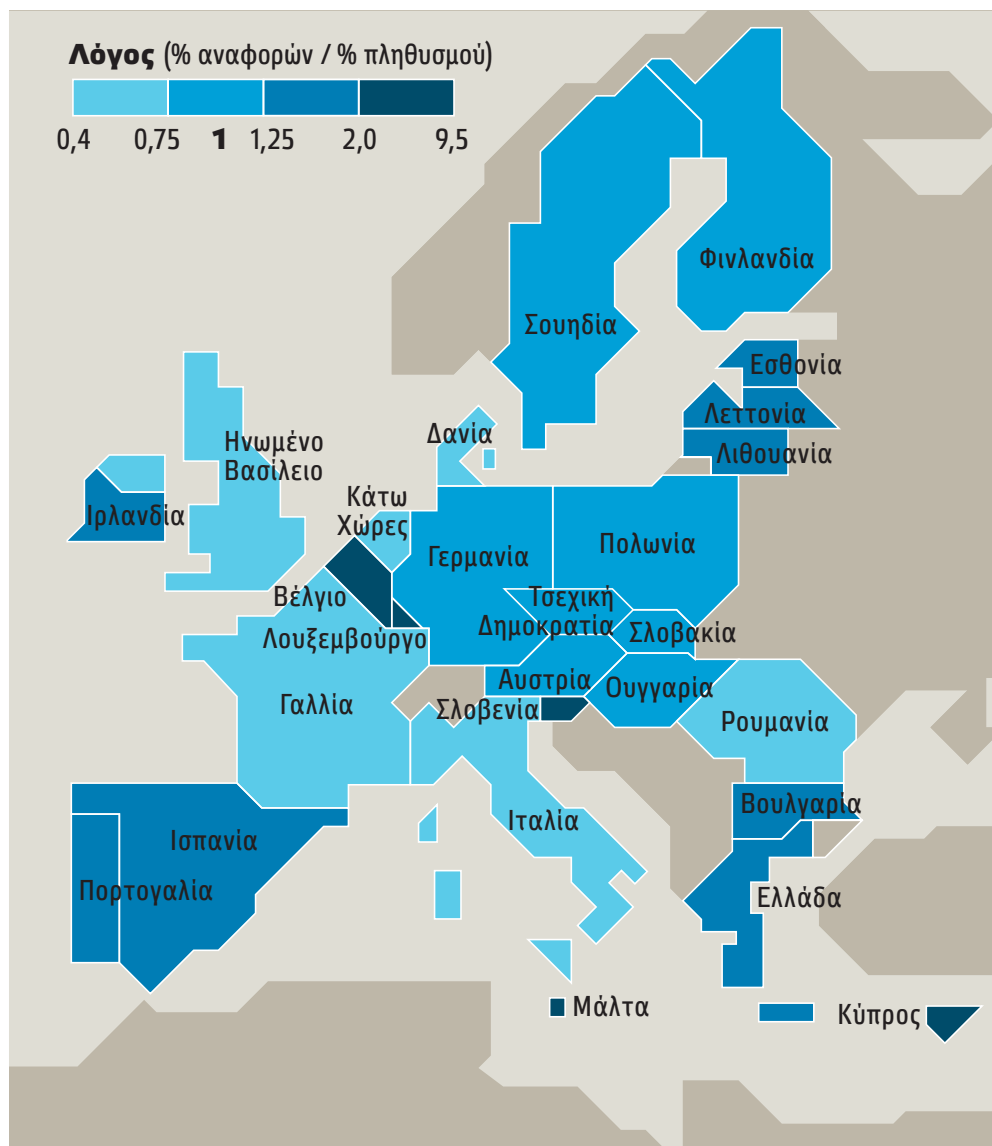 Λόγος (% αναφορών / % πληθυσμού)
0,4 0,75 1 1,25 2,0 9,5
Φινλανδία
Σουηδία
Εσθονία
Λεττονία
Λιθουανία
Δανία
Ηνωμένο
Βασίλειο
Ιρλανδία
Κάτω
Χώρες
Γερμανία
Πολωνία
Βέλγιο
Λουξεμβούργο
Τσεχική
Δημοκρατία
Σλοβακία
Αυστρία
Ουγγαρία
Γαλλία
Σλοβενία
Ρουμανία
Βουλγαρία
Ιταλία
Ισπανία
Πορτογαλία
Ελλάδα
Μάλτα
Κύπρος